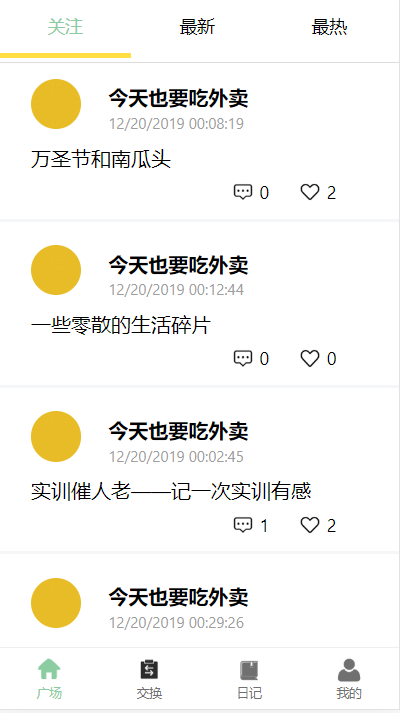 关注 最新 最热
今天也要吃外卖
12/20/2019 00:08:19
万圣节和南瓜头
0 2
今天也要吃外卖
12/20/2019 00:12:44
一些零散的生活碎片
0 0
今天也要吃外卖
12/20/2019 00:02:45
实训催人老——记一次实训有感
1 2
今天也要吃外卖
12/20/2019 00:29:26
广场 交换 日记 我的